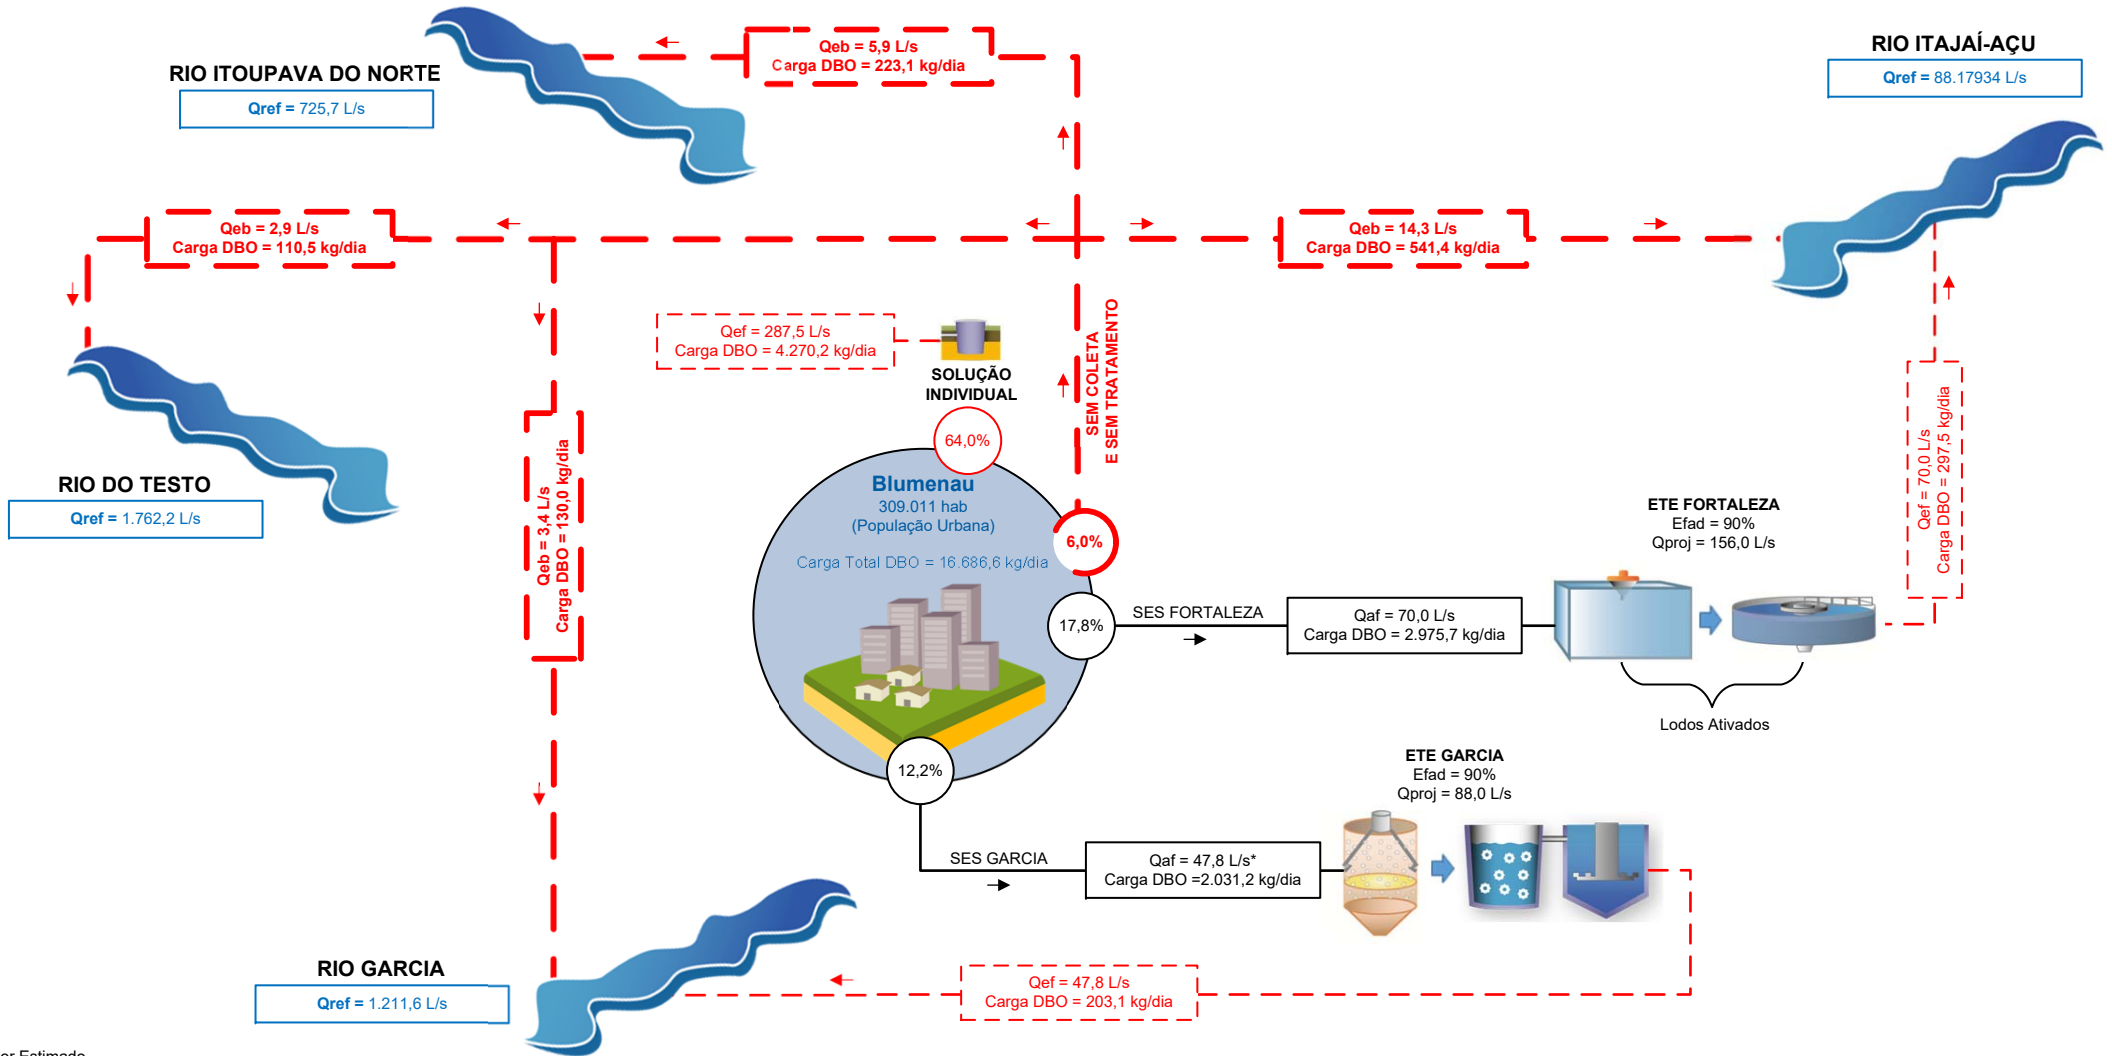 RIO ITOUPAVA DO NORTE
Qref = 725,7 L/s
Qeb = 5,9 L/s
Carga DBO = 223,1 kg/dia
RIO ITAJAÍ-AÇU
Qref = 88.17934 L/s
Qeb = 2,9 L/s
Carga DBO = 110,5 kg/dia
Qeb = 14,3 L/s
Carga DBO = 541,4 kg/dia
Qef = 287,5 L/s
Carga DBO = 4.270,2 kg/dia
SOLUÇÃO
INDIVIDUAL
64,0%
SEM COLETA
E SEM TRATAMENTO
RIO DO TESTO
Qref = 1.762,2 L/s
Qeb = 3,4 L/s
Carga DBO = 130,0 kg/dia
Blumenau
309.011 hab
(População Urbana)
Carga Total DBO = 16.686,6 kg/dia
6,0%
17,8%
12,2%
SES FORTALEZA
Qaf = 70,0 L/s
Carga DBO = 2.975,7 kg/dia
ETE FORTALEZA
Efad = 90%
Qproj = 156,0 L/s
Lodos Ativados
Qef = 70,0 L/s
Carga DBO = 297,5 kg/dia
SES GARCIA
Qaf = 47,8 L/s*
Carga DBO =2.031,2 kg/dia
ETE GARCIA
Efad = 90%
Qproj = 88,0 L/s
RIO GARCIA
Qref = 1.211,6 L/s
Qef = 47,8 L/s
Carga DBO = 203,1 kg/dia